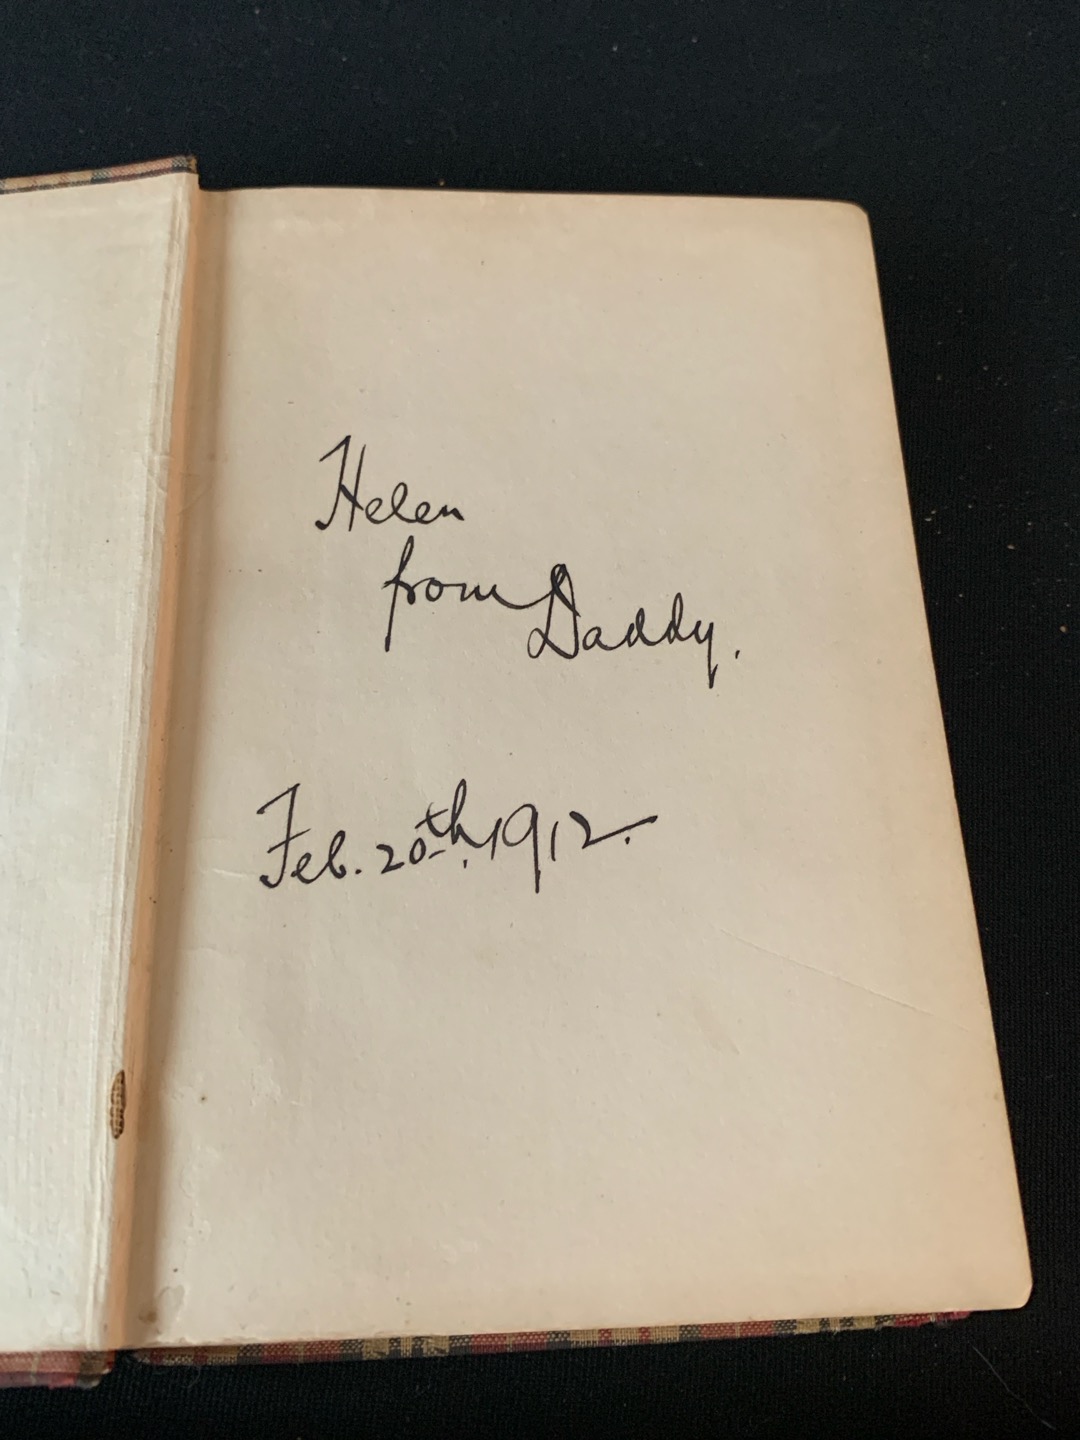 Helen
from Daddy.
Feb. 20th. 1912.